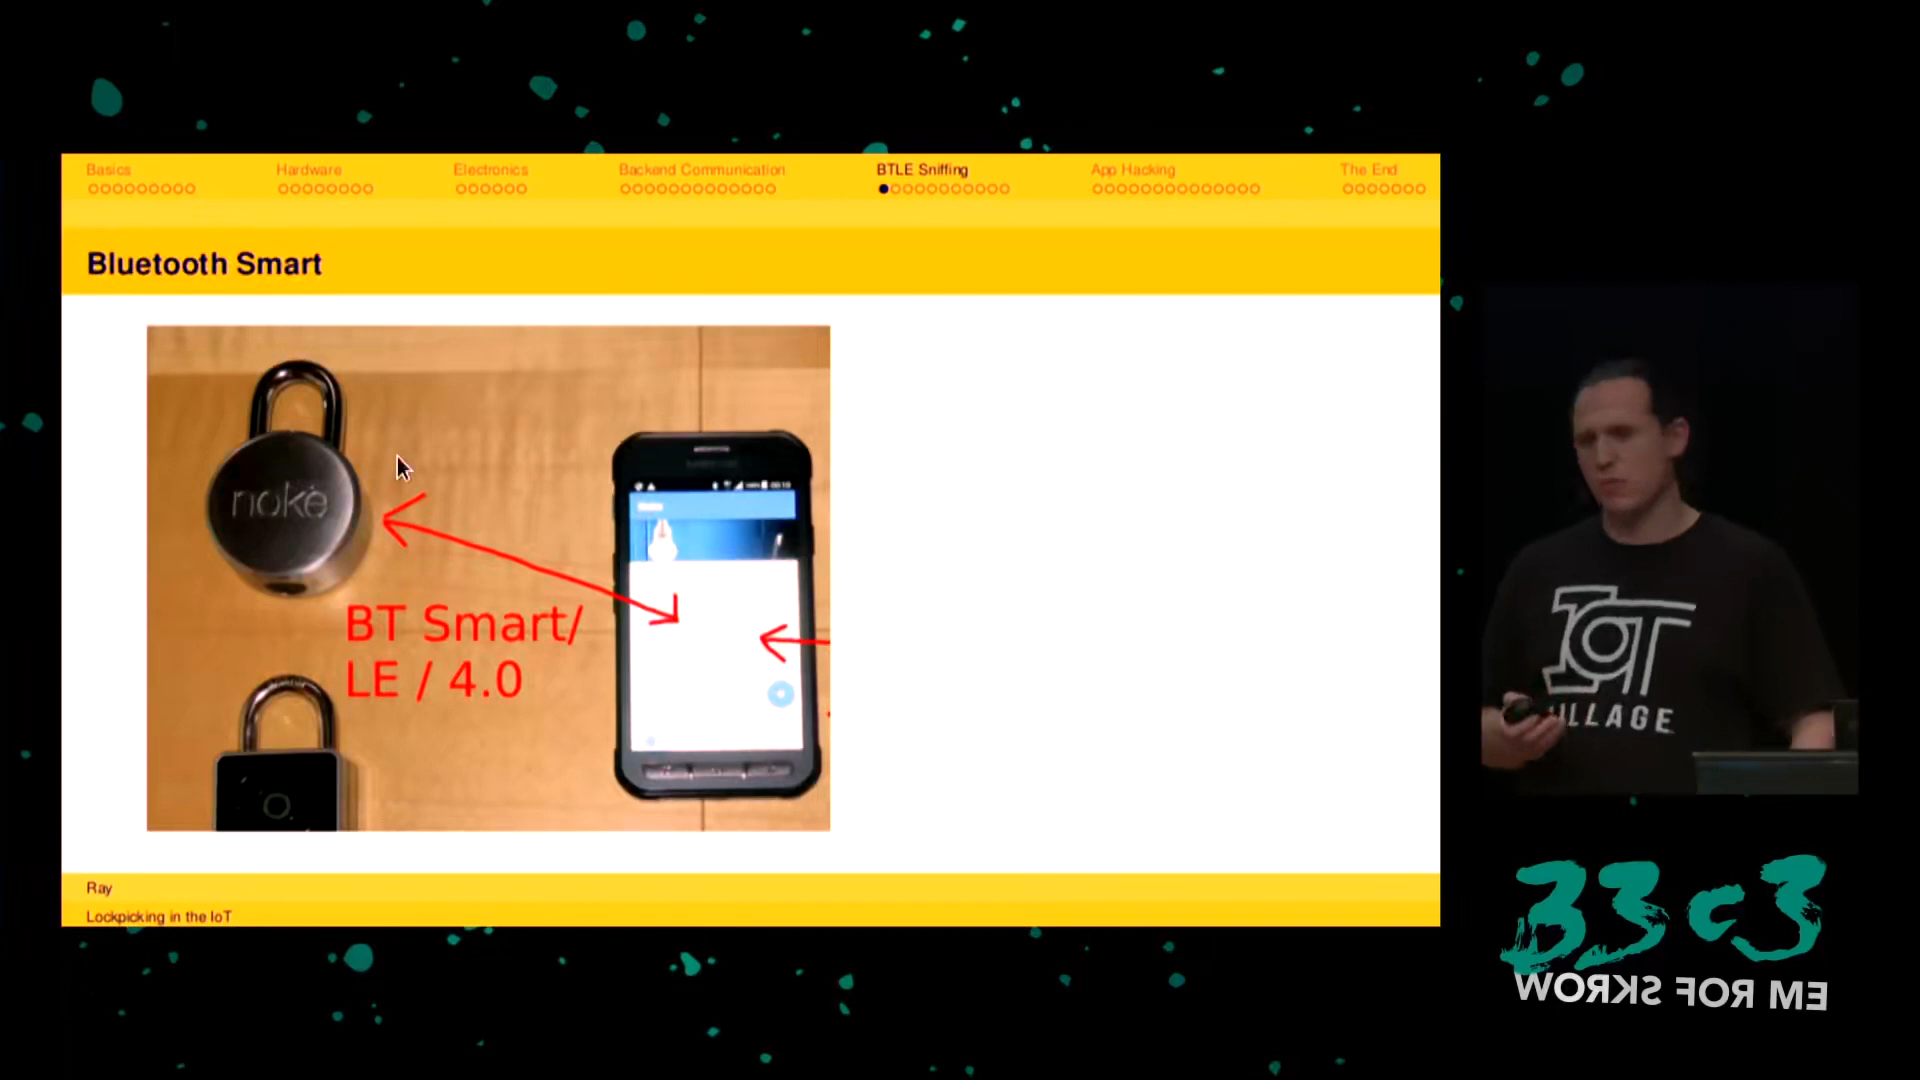 Basics Hardware Electronics Backend Communication BTLE Sniffing App Hacking The End
Bluetooth Smart
noke
BT Smart/
LE / 4.0
Ray
Lockpicking in the IoT
IOT
VILLAGE
33c3
WORKS FOR ME